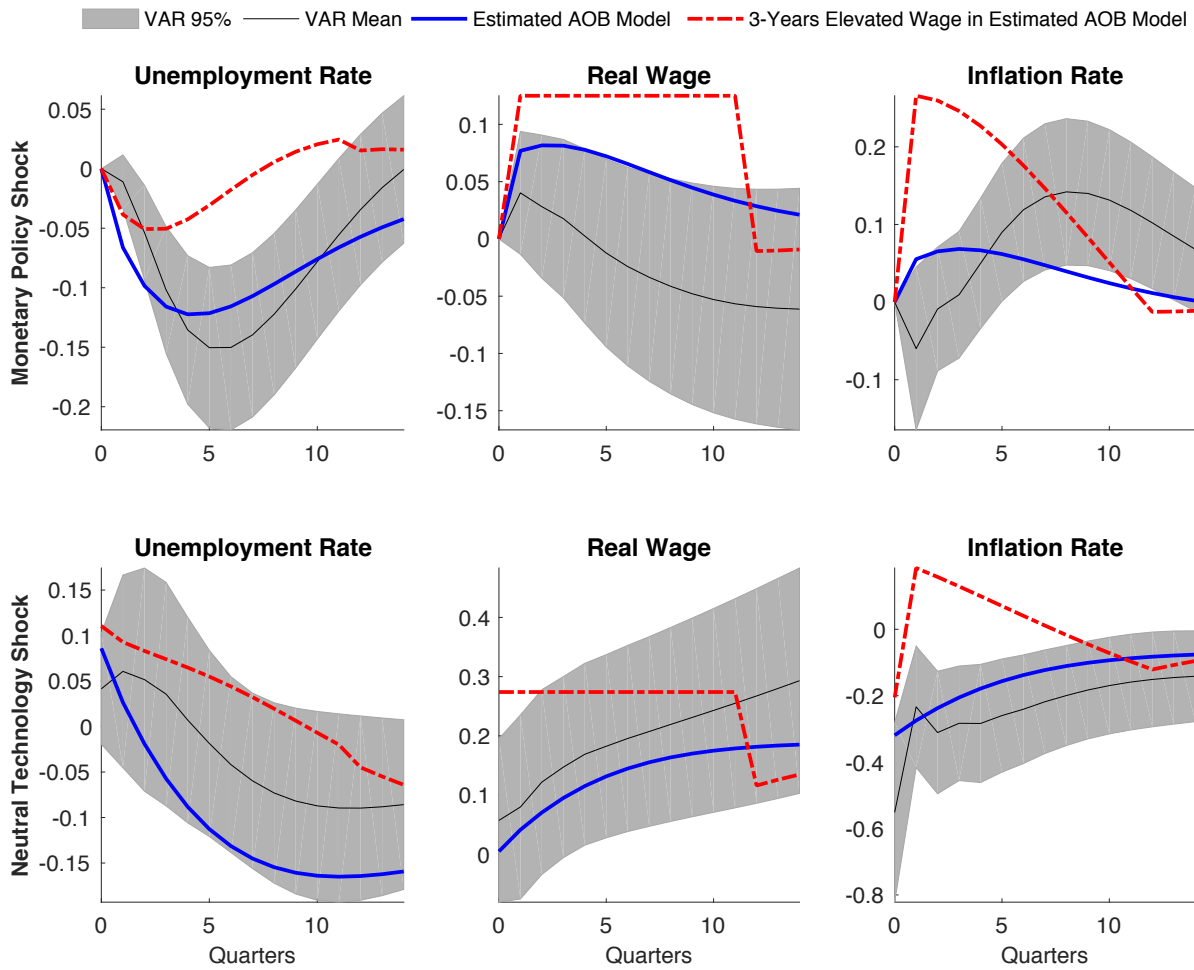 VAR 95% VAR Mean Estimated AOB Model 3-Years Elevated Wage in Estimated AOB Model
Unemployment Rate Real Wage Inflation Rate
Monetary Policy Shock
0.05
0
-0.05
-0.1
-0.15
-0.2
0 5 10
0.1
0.05
0
-0.05
-0.1
-0.15
0 5 10
0.2
0.1
0
-0.1
0 5 10
Unemployment Rate Real Wage Inflation Rate
Neutral Technology Shock
0.15
0.1
0.05
0
-0.05
-0.1
-0.15
0 5 10
Quarters
0.4
0.3
0.2
0.1
0
0 5 10
Quarters
0
-0.2
-0.4
-0.6
-0.8
0 5 10
Quarters